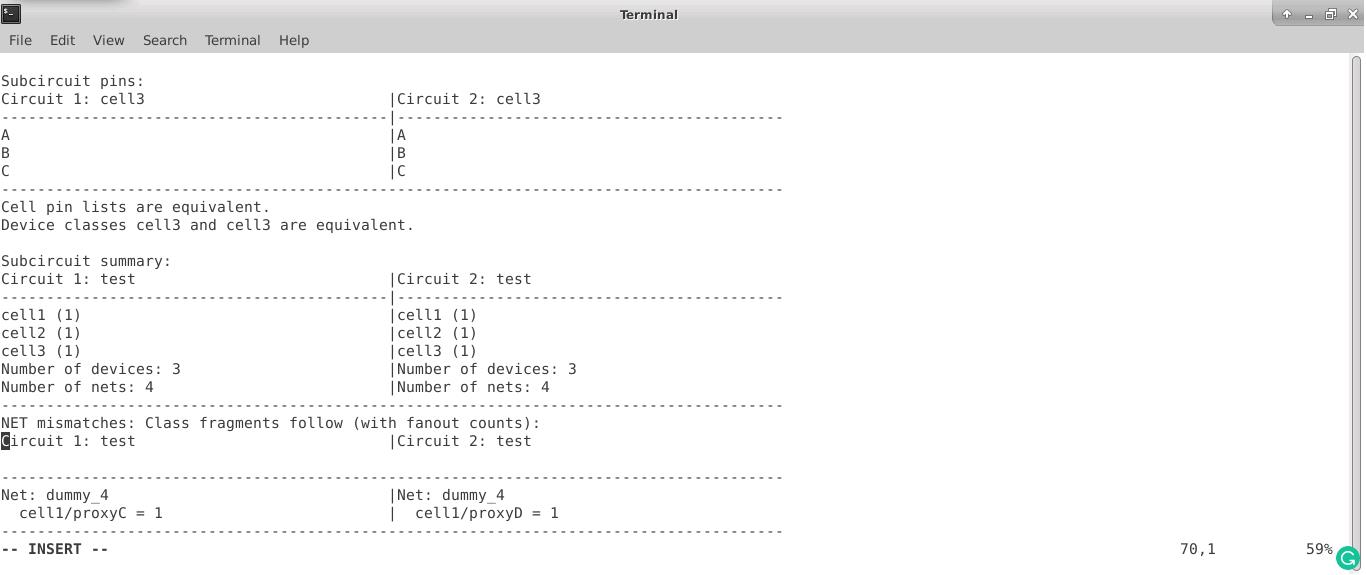 Terminal
File Edit View Search Terminal Help
Subcircuit pins:
Circuit 1: cell3 |Circuit 2: cell3
-------------------------------------------|-------------------------------------------
A |A
B |B
C |C
---------------------------------------------------------------------------------------
Cell pin lists are equivalent.
Device classes cell3 and cell3 are equivalent.
Subcircuit summary:
Circuit 1: test |Circuit 2: test
-------------------------------------------|-------------------------------------------
cell1 (1) |cell1 (1)
cell2 (1) |cell2 (1)
cell3 (1) |cell3 (1)
Number of devices: 3 |Number of devices: 3
Number of nets: 4 |Number of nets: 4
---------------------------------------------------------------------------------------
NET mismatches: Class fragments follow (with fanout counts):
Circuit 1: test |Circuit 2: test
---------------------------------------------------------------------------------------
Net: dummy_4 |Net: dummy_4
cell1/proxyC = 1 | cell1/proxyD = 1
---------------------------------------------------------------------------------------
-- INSERT -- 70,1 59%